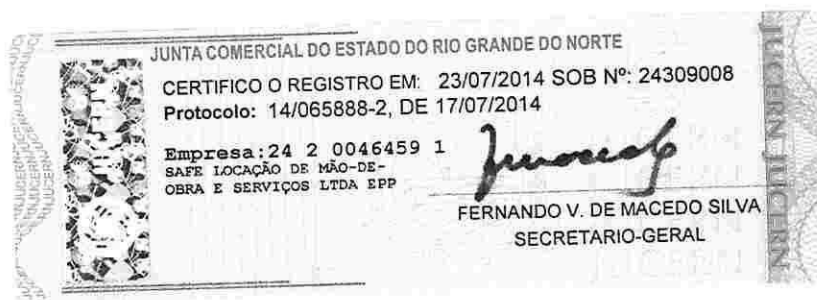 JUNTA COMERCIAL DO ESTADO DO RIO GRANDE DO NORTE
CERTIFICO O REGISTRO EM: 23/07/2014 SOB Nº: 24309008
Protocolo: 14/065888-2, DE 17/07/2014
Empresa:24 2 0046459 1
SAFE LOCAÇÃO DE MÃO-DE-
OBRA E SERVIÇOS LTDA EPP
FERNANDO V. DE MACEDO SILVA
SECRETARIO-GERAL
JUCERN JUCERN